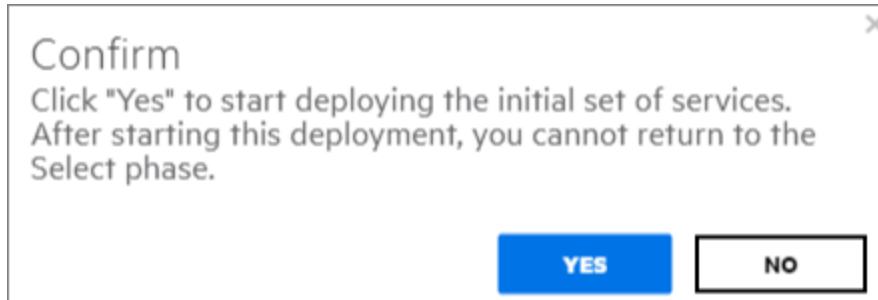 Confirm
Click "Yes" to start deploying the initial set of services.
After starting this deployment, you cannot return to the
Select phase.
YES
NO